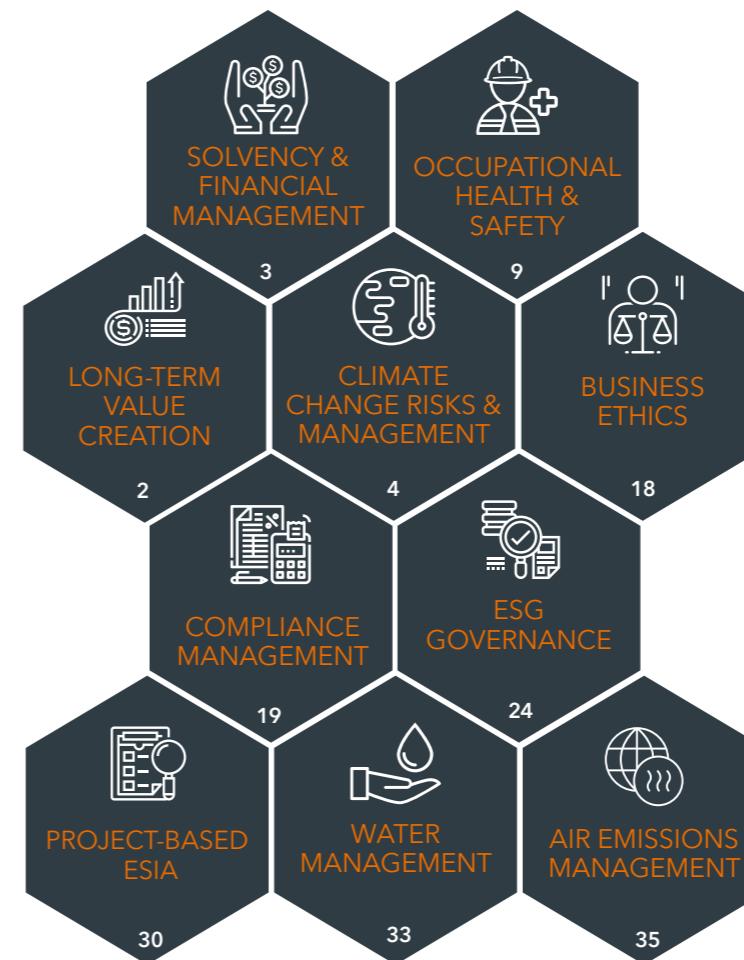 SOLVENCY &
FINANCIAL
MANAGEMENT
3
OCCUPATIONAL
HEALTH &
SAFETY
9
LONG-TERM
VALUE
CREATION
2
CLIMATE
CHANGE RISKS &
MANAGEMENT
4
BUSINESS
ETHICS
18
COMPLIANCE
MANAGEMENT
19
ESG
GOVERNANCE
24
PROJECT-BASED
ESIA
30
WATER
MANAGEMENT
33
AIR EMISSIONS
MANAGEMENT
35